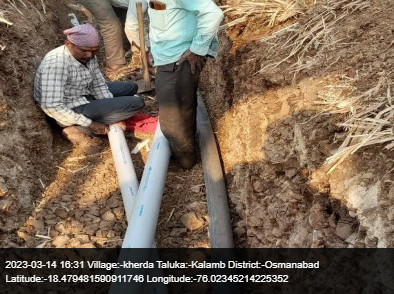 2023-03-14 16:31 Village:-kherda Taluka:-Kalamb District:-Osmanabad
Latitude:-18.479481590911746 Longitude:-76.02345214225352